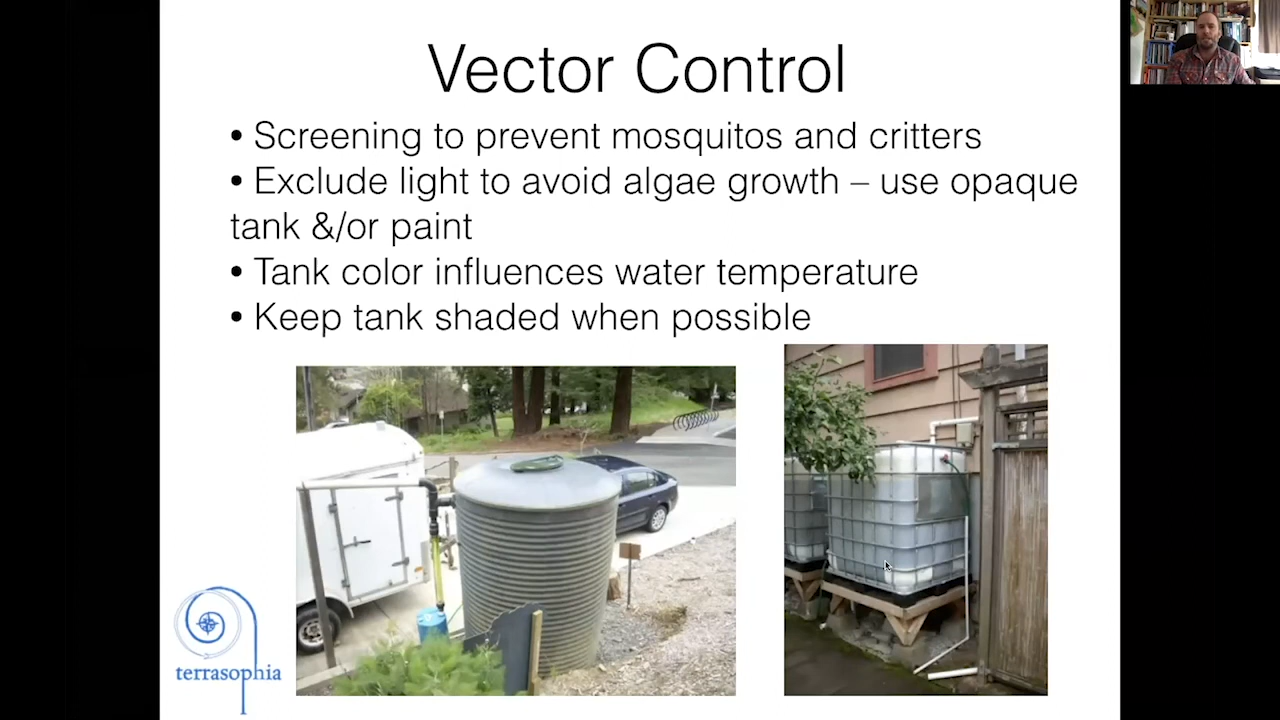 Vector Control
• Screening to prevent mosquitos and critters
• Exclude light to avoid algae growth – use opaque
tank &/or paint
• Tank color influences water temperature
• Keep tank shaded when possible
terrasophia